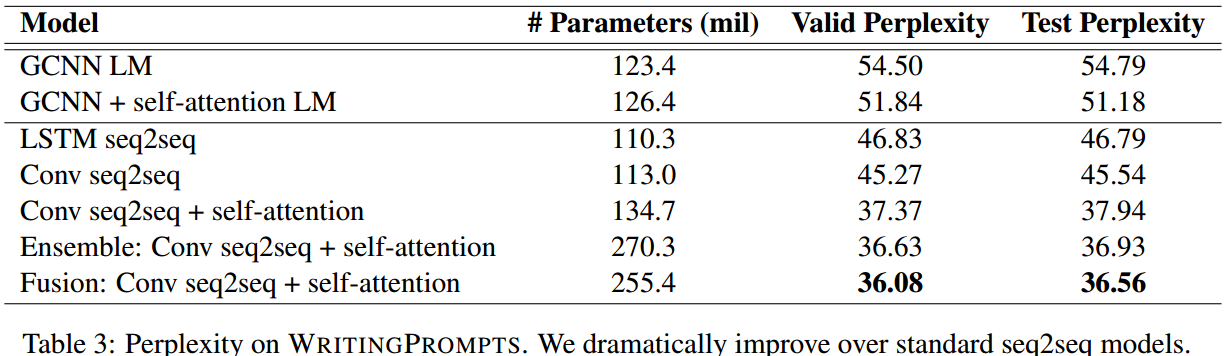 Model # Parameters (mil) Valid Perplexity Test Perplexity
GCNN LM 123.4 54.50 54.79
GCNN + self-attention LM 126.4 51.84 51.18
LSTM seq2seq 110.3 46.83 46.79
Conv seq2seq 113.0 45.27 45.54
Conv seq2seq + self-attention 134.7 37.37 37.94
Ensemble: Conv seq2seq + self-attention 270.3 36.63 36.93
Fusion: Conv seq2seq + self-attention 255.4 36.08 36.56
Table 3: Perplexity on WRITINGPROMPTS. We dramatically improve over standard seq2seq models.